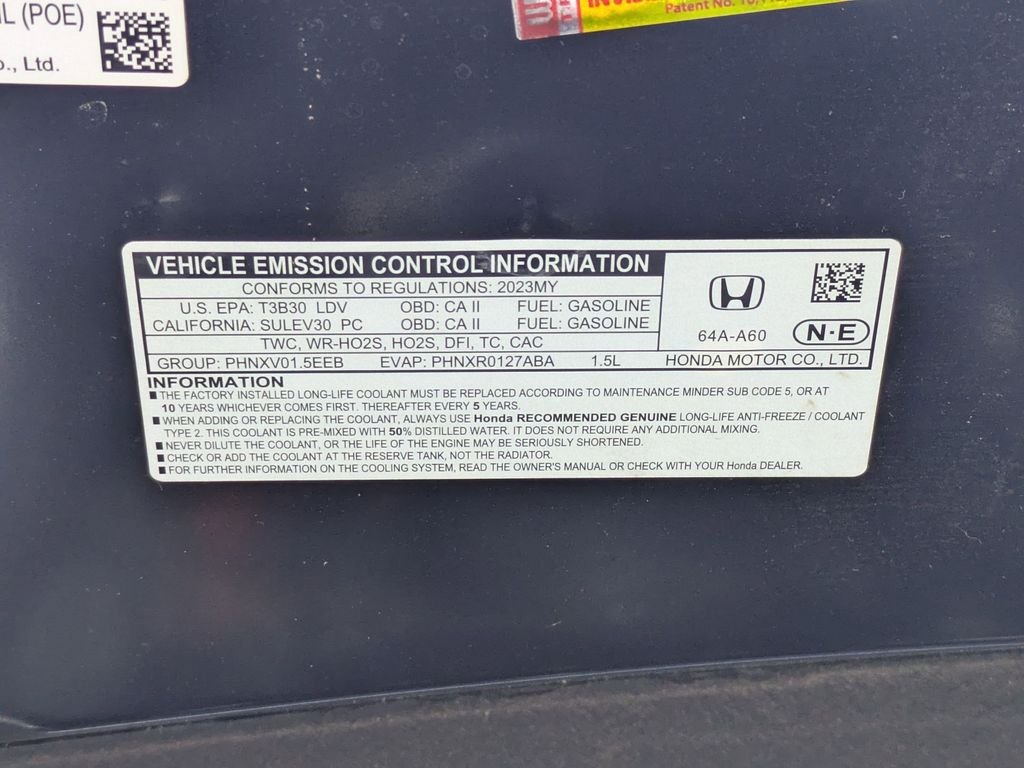 IL (POE)
o., Ltd.
Patent No. 10,
VEHICLE EMISSION CONTROL INFORMATION
CONFORMS TO REGULATIONS: 2023MY
U.S. EPA: T3B30 LDV OBD: CA II FUEL: GASOLINE
CALIFORNIA: SULEV30 PC OBD: CA II FUEL: GASOLINE
TWC, WR-HO2S, HO2S, DFI, TC, CAC
GROUP: PHNXV01.5EEB EVAP: PHNXR0127ABA 1.5L
64A-A60 N-E
HONDA MOTOR CO., LTD.
INFORMATION
■ THE FACTORY INSTALLED LONG-LIFE COOLANT MUST BE REPLACED ACCORDING TO MAINTENANCE MINDER SUB CODE 5, OR AT
10 YEARS WHICHEVER COMES FIRST. THEREAFTER EVERY 5 YEARS.
■ WHEN ADDING OR REPLACING THE COOLANT, ALWAYS USE Honda RECOMMENDED GENUINE LONG-LIFE ANTI-FREEZE / COOLANT
TYPE 2. THIS COOLANT IS PRE-MIXED WITH 50% DISTILLED WATER. IT DOES NOT REQUIRE ANY ADDITIONAL MIXING.
■ NEVER DILUTE THE COOLANT, OR THE LIFE OF THE ENGINE MAY BE SERIOUSLY SHORTENED.
■ CHECK OR ADD THE COOLANT AT THE RESERVE TANK, NOT THE RADIATOR.
■ FOR FURTHER INFORMATION ON THE COOLING SYSTEM, READ THE OWNER'S MANUAL OR CHECK WITH YOUR Honda DEALER.